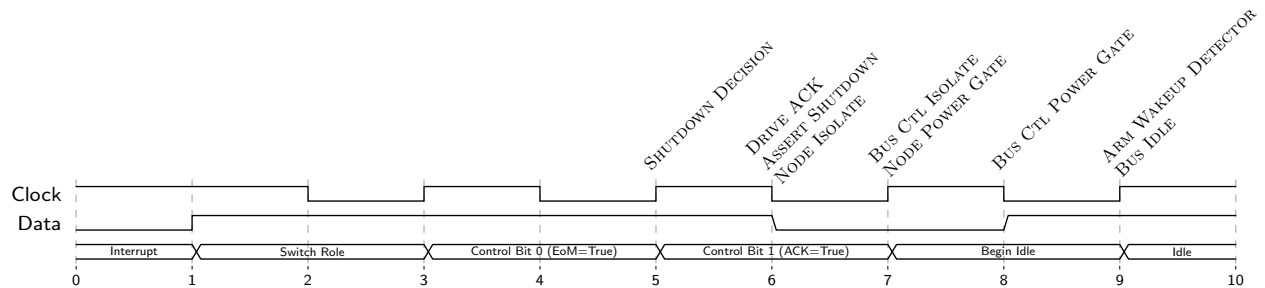 SHUTDOWN DECISION
DRIVE ACK
ASSERT SHUTDOWN
NODE ISOLATE
BUS CTL ISOLATE
NODE POWER GATE
BUS CTL POWER GATE
ARM WAKEUP DETECTOR
BUS IDLE
Clock
Data
Interrupt Switch Role Control Bit 0 (EoM=True) Control Bit 1 (ACK=True) Begin Idle Idle
0 1 2 3 4 5 6 7 8 9 10